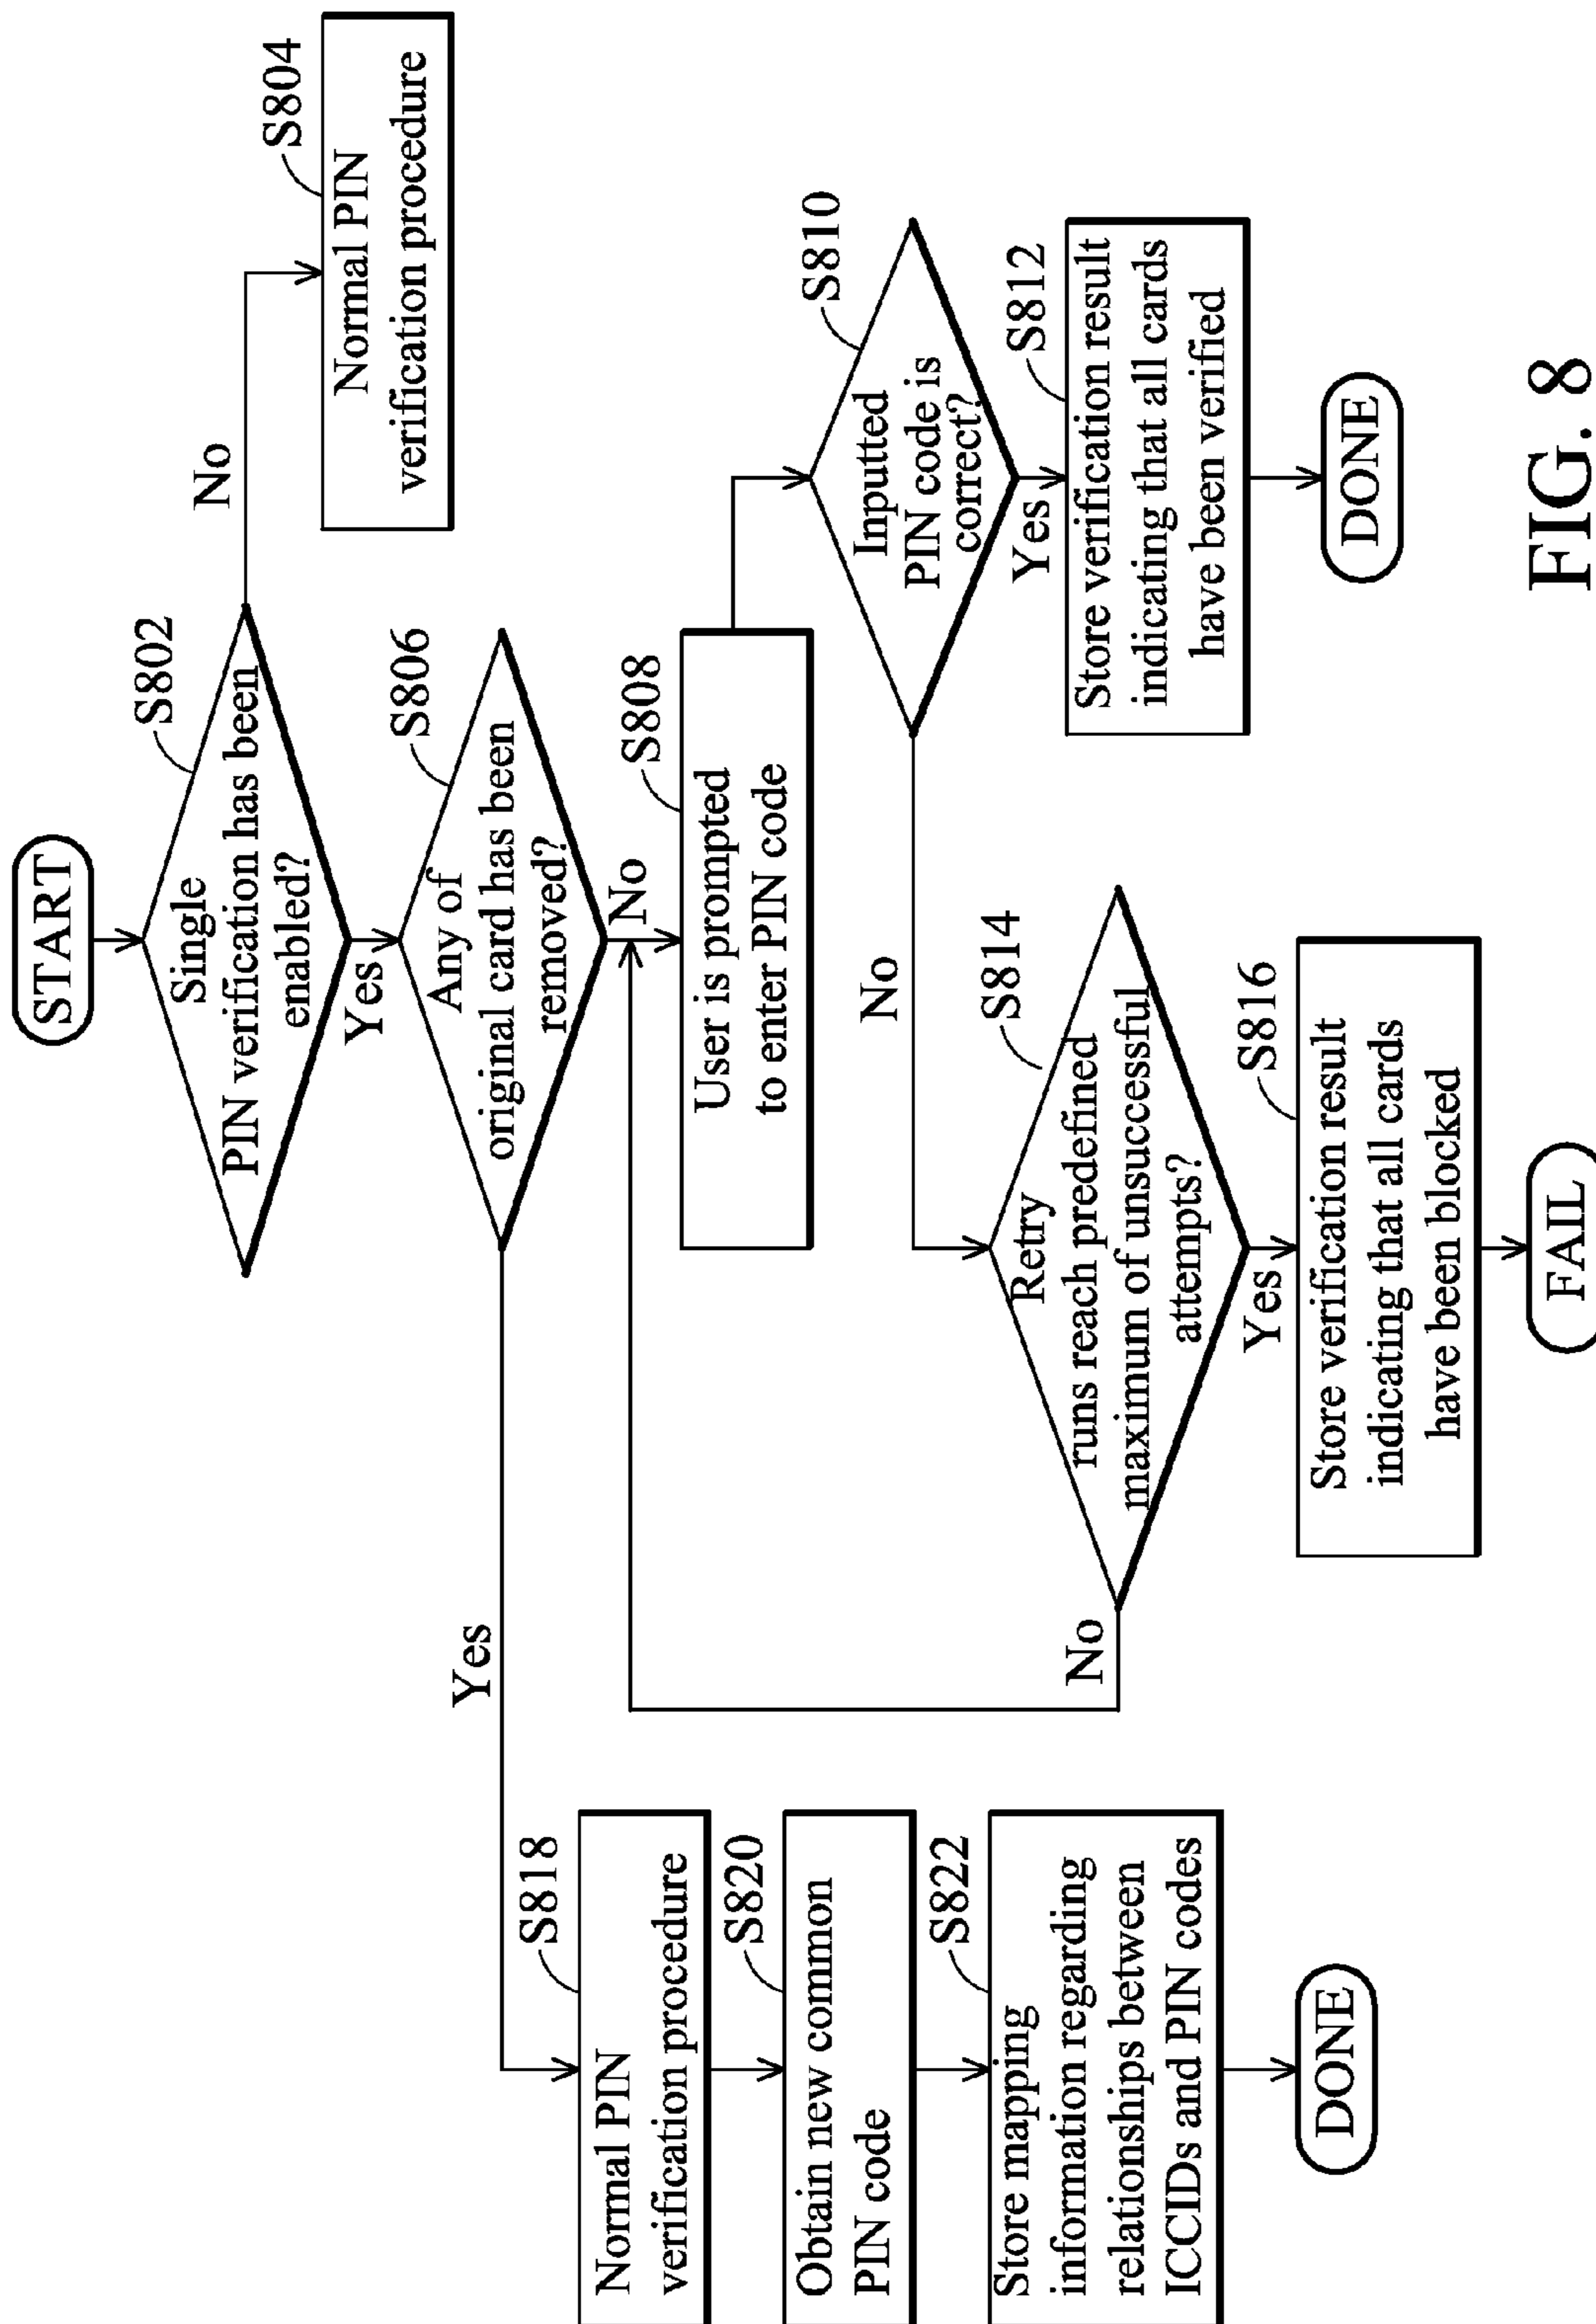 START
S802
Single
PIN verification has been
enabled?
No
S804
Normal PIN
verification procedure
Yes
S806
Any of
original card has been
removed?
No
S808
User is prompted
to enter PIN code
S810
Inputted
PIN code is
correct?
Yes
S812
Store verification result
indicating that all cards
have been verified
DONE
No
S814
Retry
runs reach predefined
maximum of unsuccessful
attempts?
No
Yes
S816
Store verification result
indicating that all cards
have been blocked
FAIL
Yes
S818
Normal PIN
verification procedure
S820
Obtain new common
PIN code
S822
Store mapping
information regarding
relationships between
ICCIDs and PIN codes
DONE
FIG. 8